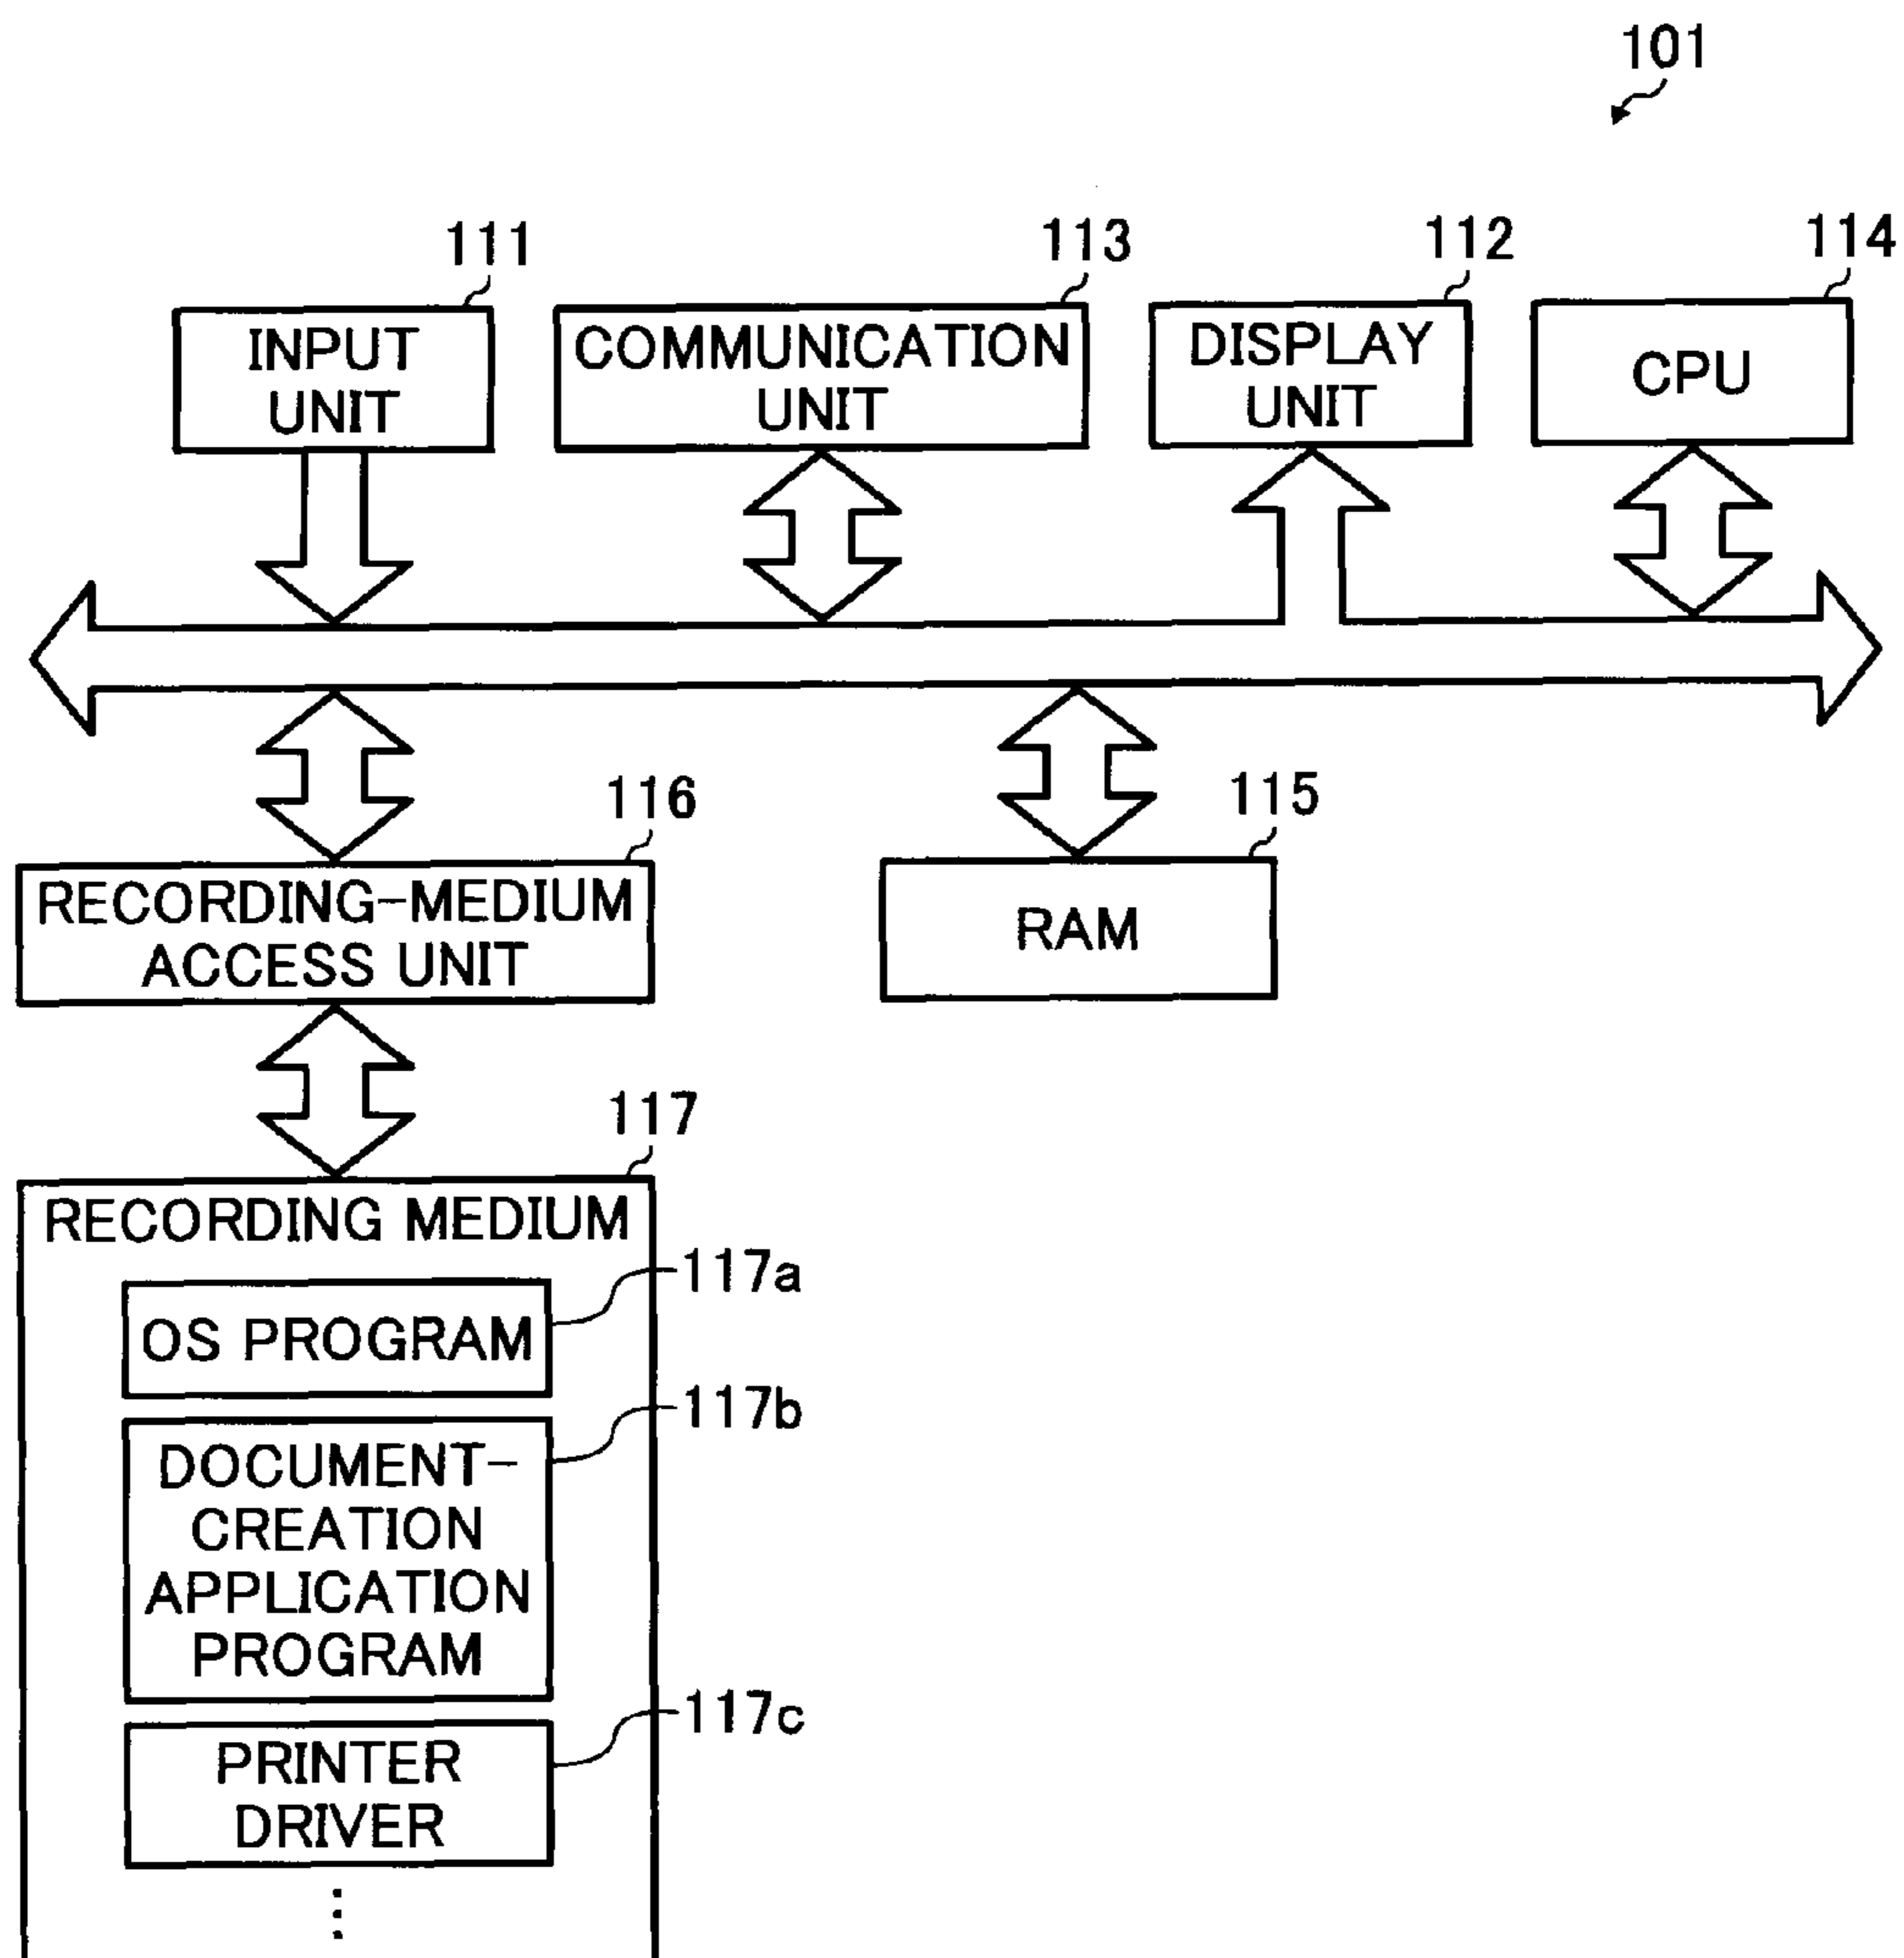 101
111
113
112
114
INPUT
UNIT
COMMUNICATION
UNIT
DISPLAY
UNIT
CPU
116
115
RECORDING-MEDIUM
ACCESS UNIT
RAM
117
RECORDING MEDIUM
117a
OS PROGRAM
117b
DOCUMENT-
CREATION
APPLICATION
PROGRAM
117c
PRINTER
DRIVER